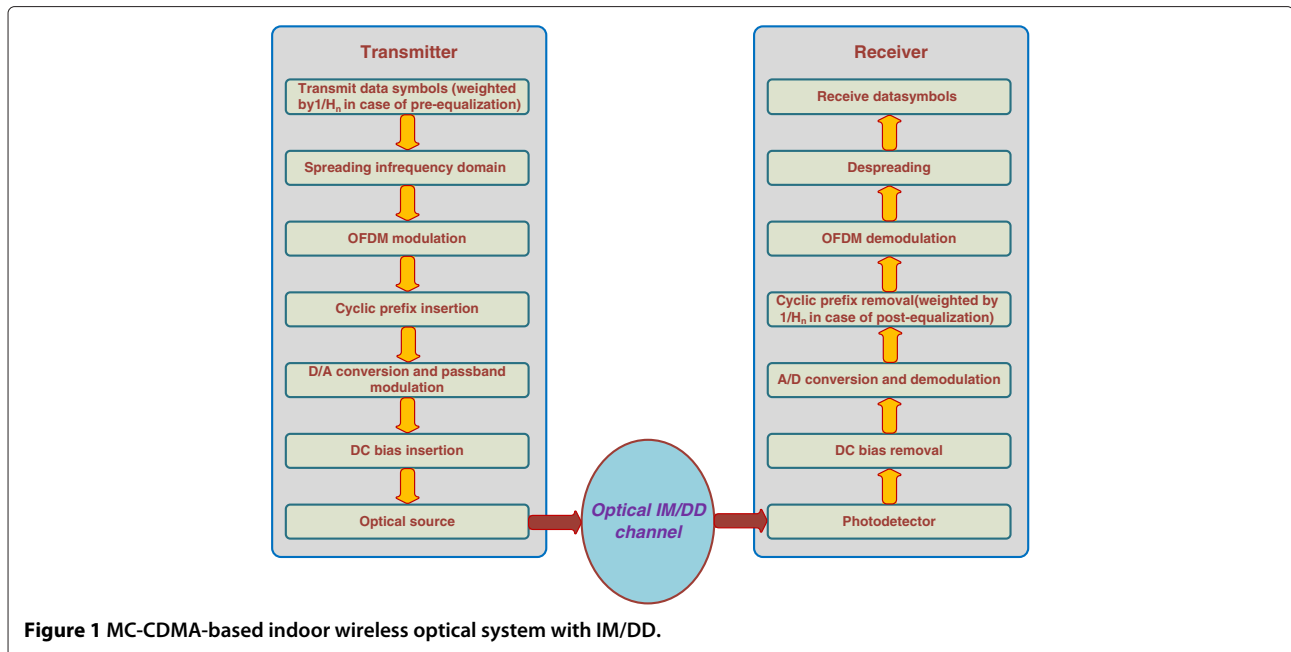 Transmitter
Transmit data symbols (weighted
by1/Hn in case of pre-equalization)
Spreading infrequency domain
OFDM modulation
Cyclic prefix insertion
D/A conversion and passband
modulation
DC bias insertion
Optical source
Optical IM/DD
channel
Receiver
Receive datasymbols
Despreading
OFDM demodulation
Cyclic prefix removal(weighted by
1/Hn in case of post-equalization)
A/D conversion and demodulation
DC bias removal
Photodetector
Figure 1 MC-CDMA-based indoor wireless optical system with IM/DD.